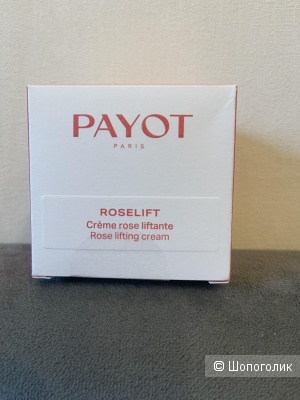 PAYOT
PARIS
ROSELIFT
Crème rose liftante
Rose lifting cream
© Шопоголик